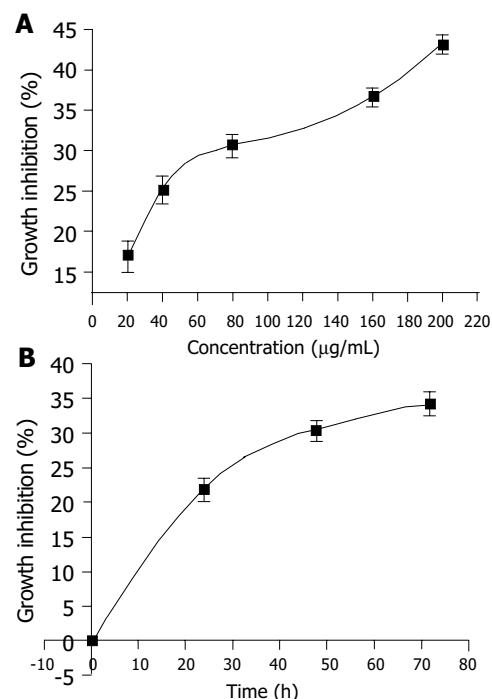 A
45
40
35
30
25
20
15
Growth inhibition (%)
0 20 40 60 80 100 120 140 160 180 200 220
Concentration (μg/mL)
B
40
35
30
25
20
15
10
5
0
-5
Growth inhibition (%)
-10 0 10 20 30 40 50 60 70 80
Time (h)